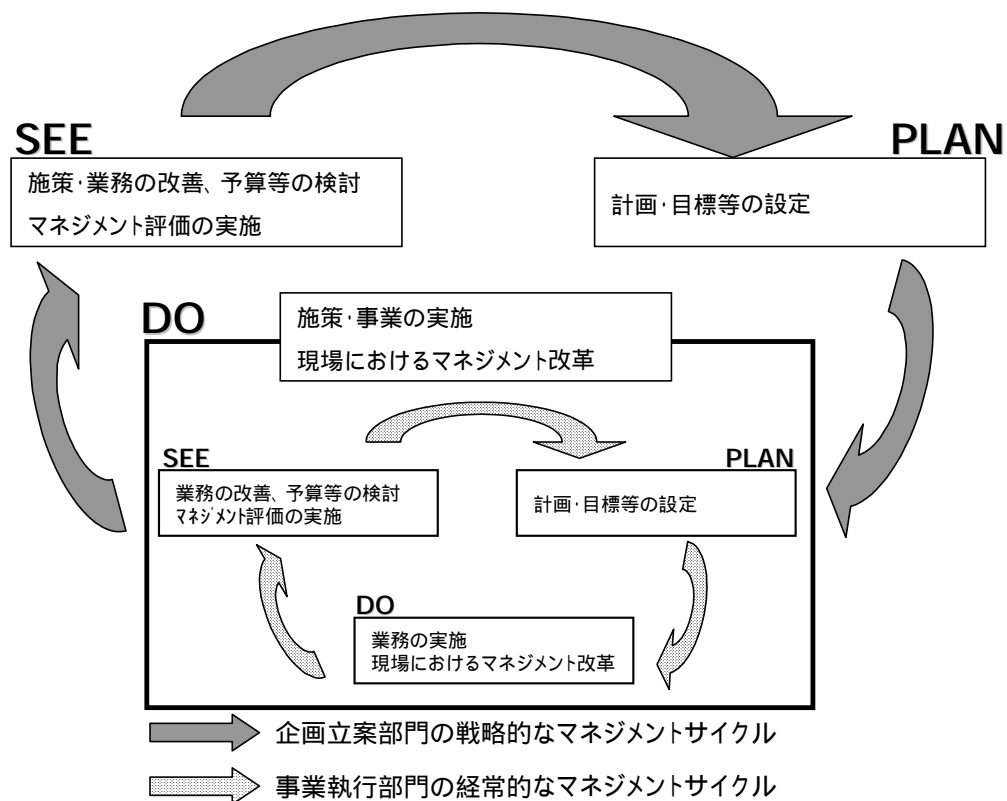 SEE
施策・業務の改善、予算等の検討
マネジメント評価の実施
PLAN
計画・目標等の設定
DO
施策・事業の実施
現場におけるマネジメント改革
SEE
業務の改善、予算等の検討
マネジメント評価の実施
PLAN
計画・目標等の設定
DO
業務の実施
現場におけるマネジメント改革
企画立案部門の戦略的なマネジメントサイクル
事業執行部門の経常的なマネジメントサイクル